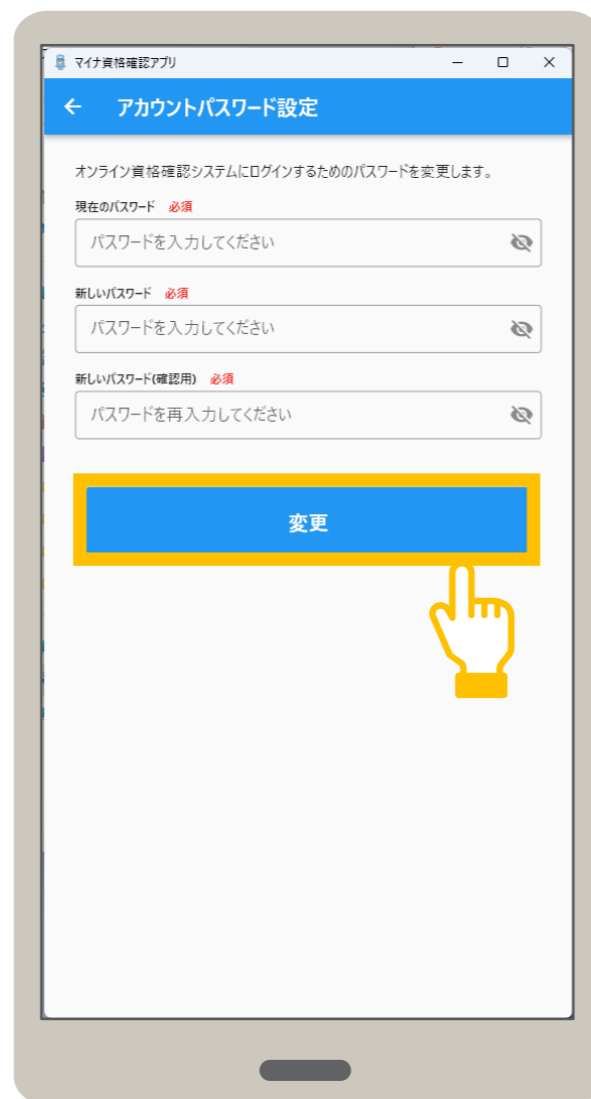 マイナ資格確認アプリ
アカウントパスワード設定
オンライン資格確認システムにログインするためのパスワードを変更します。
現在のパスワード 必須
パスワードを入力してください
新しいパスワード 必須
パスワードを入力してください
新しいパスワード(確認用) 必須
パスワードを再入力してください
変更